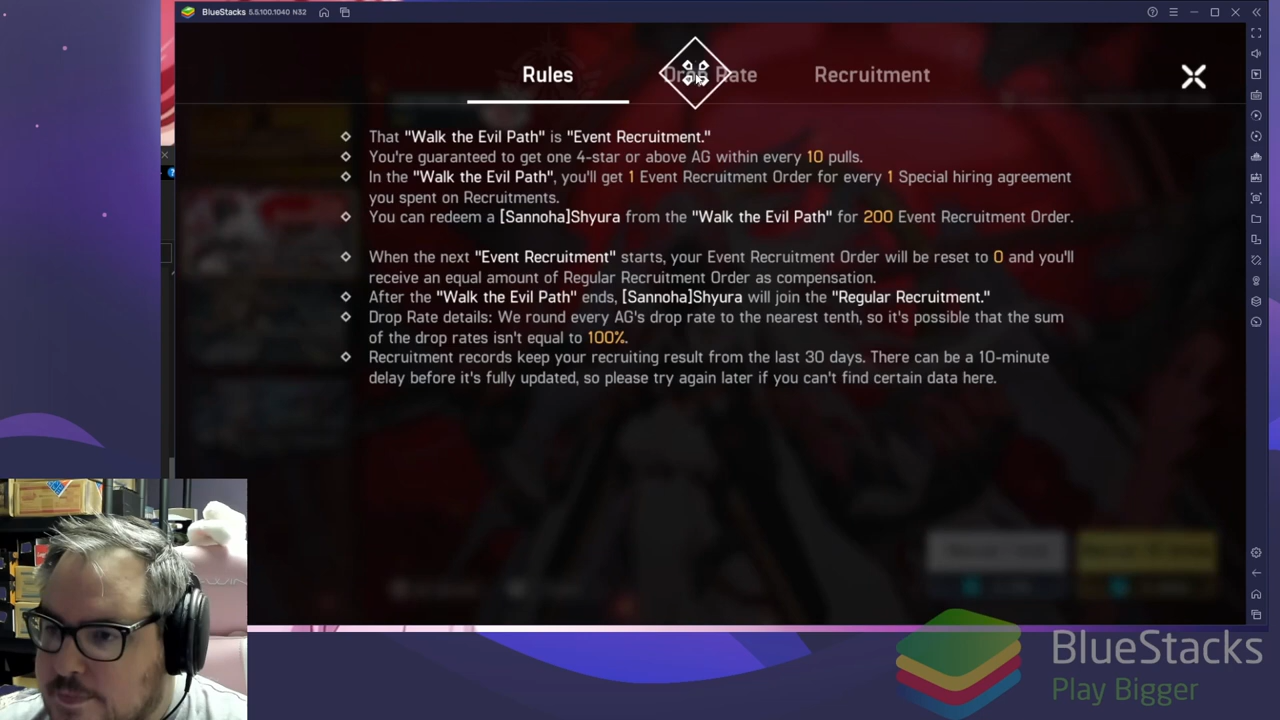 BlueStacks 5.5.100.1040 N32
Rules
Drop Rate
Recruitment
That "Walk the Evil Path" is "Event Recruitment."
You're guaranteed to get one 4-star or above AG within every 10 pulls.
In the "Walk the Evil Path", you'll get 1 Event Recruitment Order for every 1 Special hiring agreement
you spent on Recruitments.
You can redeem a [Sannoha]Shyura from the "Walk the Evil Path" for 200 Event Recruitment Order.
When the next "Event Recruitment" starts, your Event Recruitment Order will be reset to 0 and you'll
receive an equal amount of Regular Recruitment Order as compensation.
After the "Walk the Evil Path" ends, [Sannoha]Shyura will join the "Regular Recruitment."
Drop Rate details: We round every AG's drop rate to the nearest tenth, so it's possible that the sum
of the drop rates isn't equal to 100%.
Recruitment records keep your recruiting result from the last 30 days. There can be a 10-minute
delay before it's fully updated, so please try again later if you can't find certain data here.
BlueStacks
Play Bigger